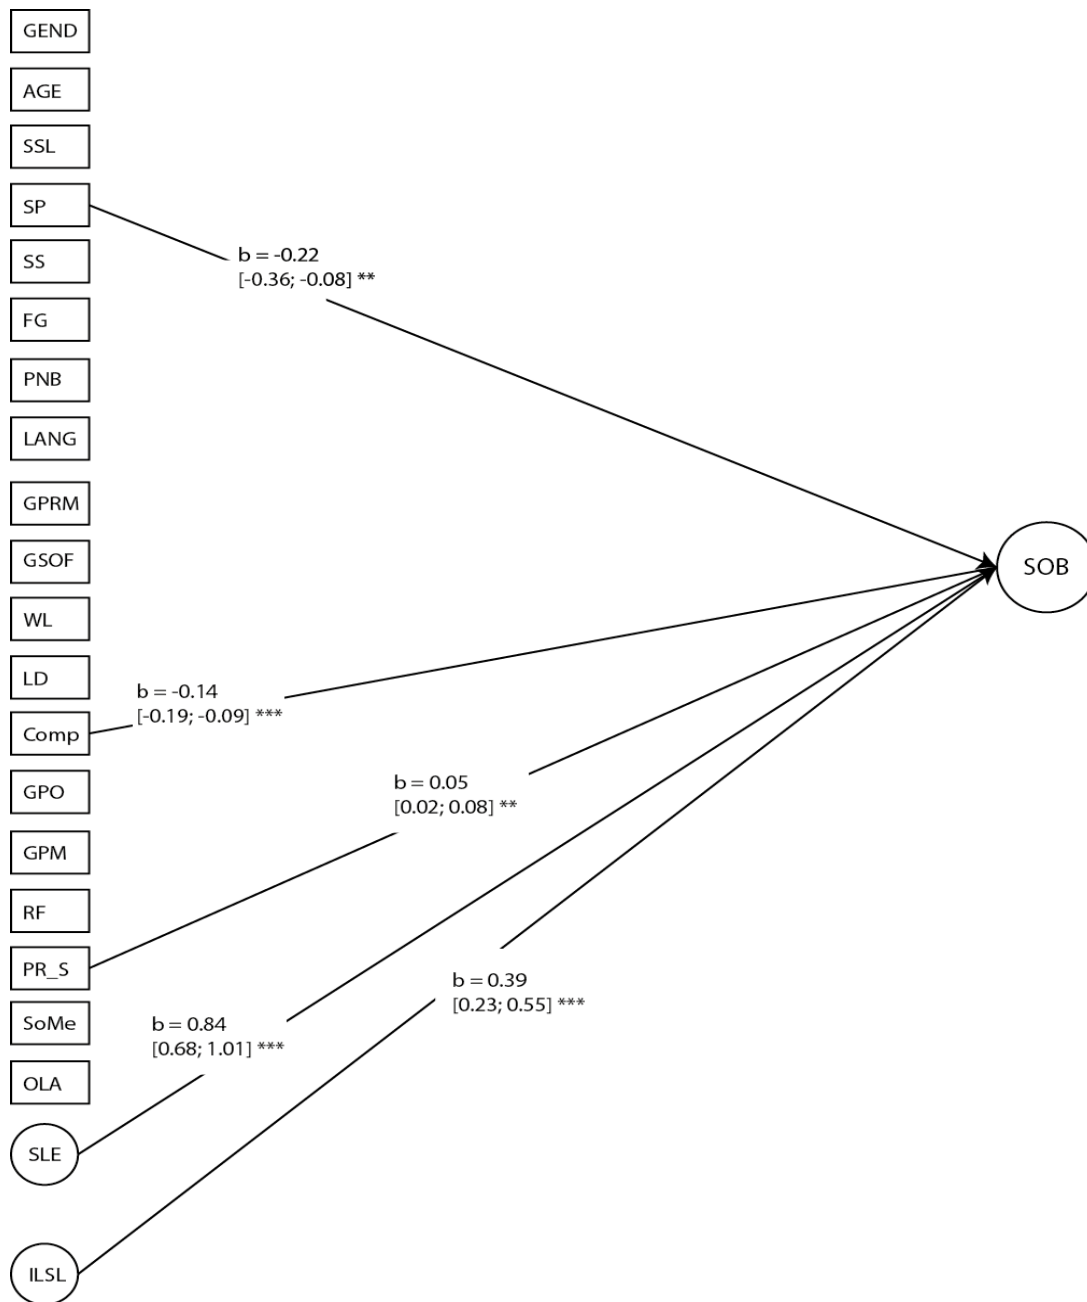 GEND
AGE
SSL
SP
SS
b = -0.22
[-0.36; -0.08] **
FG
PNB
LANG
GPRM
GSOF
SOB
WL
LD
b = -0.14
[-0.19; -0.09] ***
Comp
GPO
b = 0.05
[0.02; 0.08] **
GPM
RF
PR_S
b = 0.39
[0.23; 0.55] ***
SoMe
b = 0.84
[0.68; 1.01] ***
OLA
SLE
ILSL